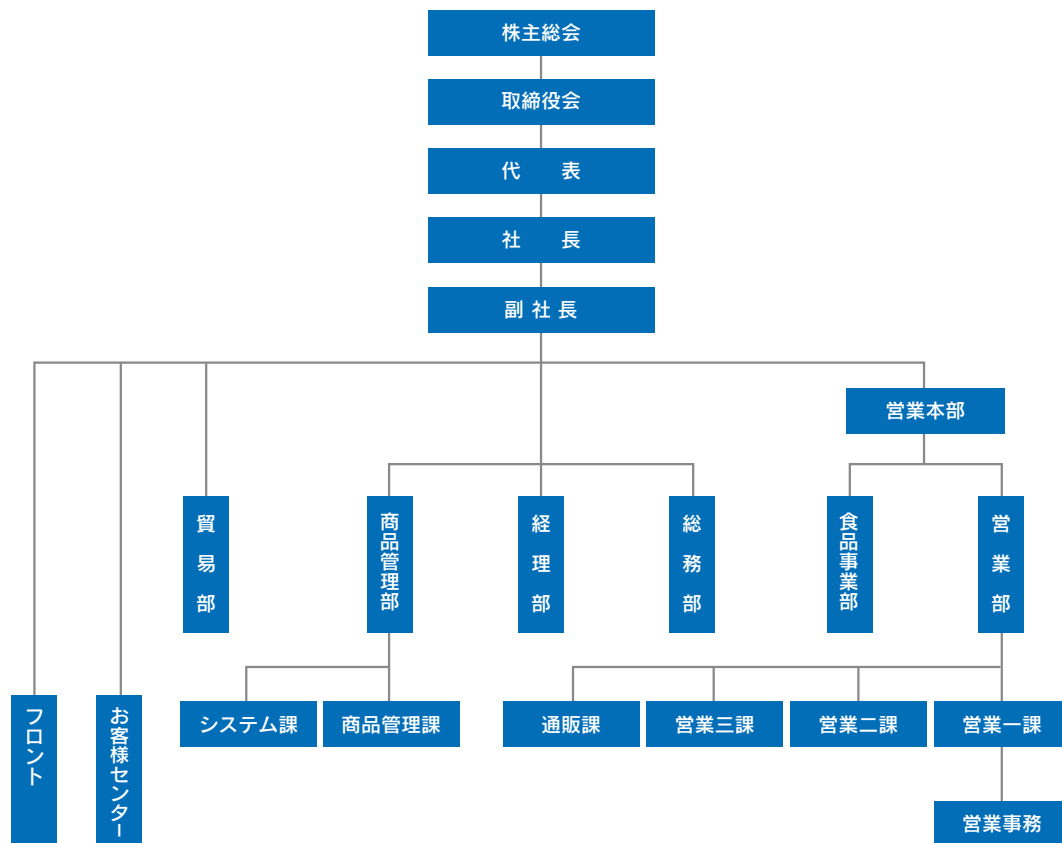 株主総会
取締役会
代　　表
社　　長
副 社 長
営業本部
貿易部
商品管理部
経理部
総務部
食品事業部
営業部
フロント
お客様センター
システム課
商品管理課
通販課
営業三課
営業二課
営業一課
営業事務